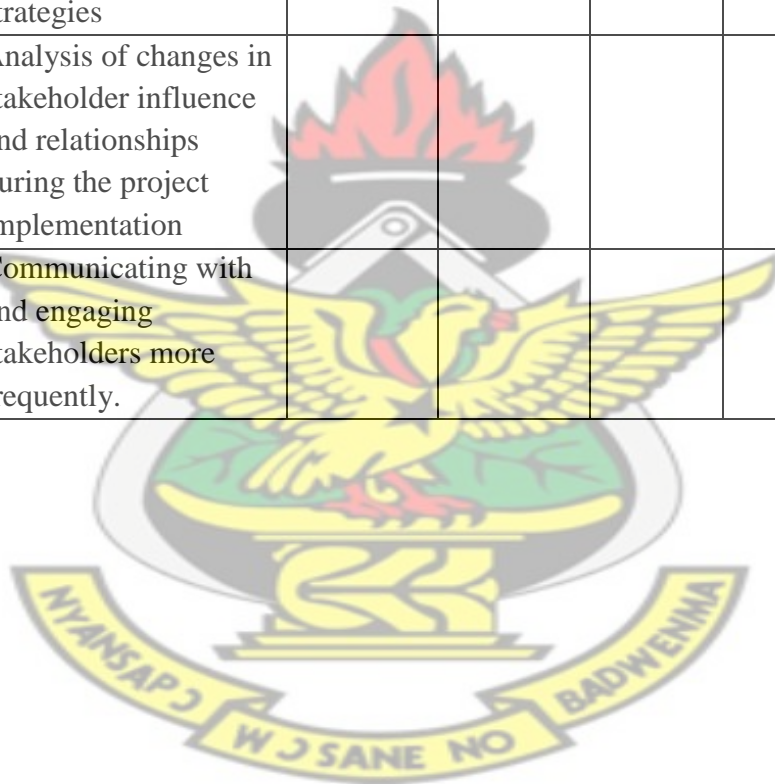 trategies
Analysis of changes in
takeholder influence
nd relationships
uring the project
mplementation
Communicating with
nd engaging
takeholders more
requently.
NYANSAPƆ
WƆSANE NO
BADWENMA